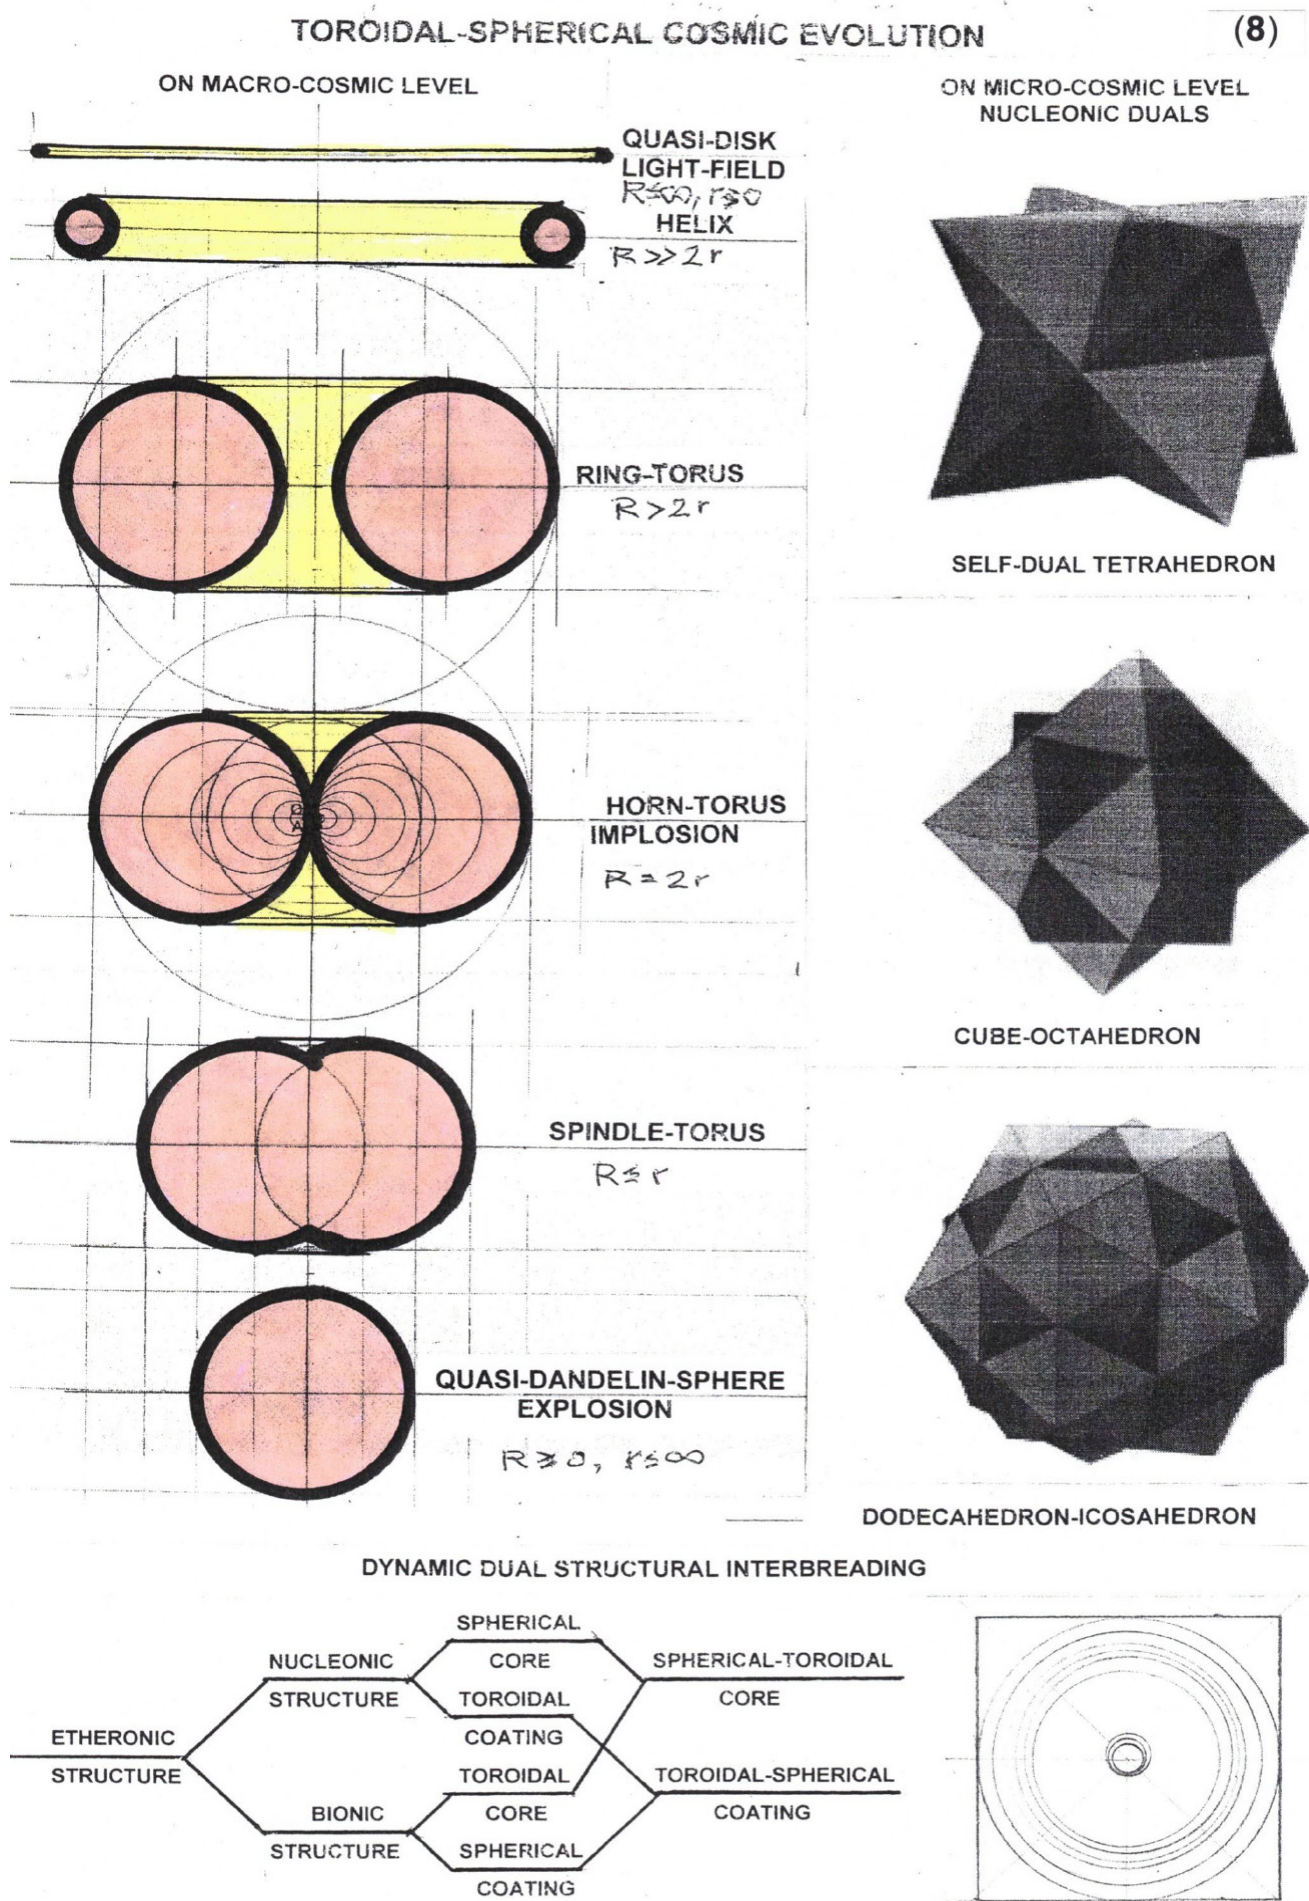 TOROIDAL-SPHERICAL COSMIC EVOLUTION
(8)
ON MACRO-COSMIC LEVEL
QUASI-DISK
LIGHT-FIELD
R≤∞, r≥0
HELIX
R>>2r
RING-TORUS
R>2r
HORN-TORUS
IMPLOSION
R=2r
SPINDLE-TORUS
R≤r
QUASI-DANDELIN-SPHERE
EXPLOSION
R≥0, r≤∞
ON MICRO-COSMIC LEVEL
NUCLEONIC DUALS
SELF-DUAL TETRAHEDRON
CUBE-OCTAHEDRON
DODECAHEDRON-ICOSAHEDRON
DYNAMIC DUAL STRUCTURAL INTERBREADING
ETHERONIC
STRUCTURE
NUCLEONIC
STRUCTURE
BIONIC
STRUCTURE
SPHERICAL
CORE
TOROIDAL
COATING
TOROIDAL
CORE
SPHERICAL
COATING
SPHERICAL-TOROIDAL
CORE
TOROIDAL-SPHERICAL
COATING